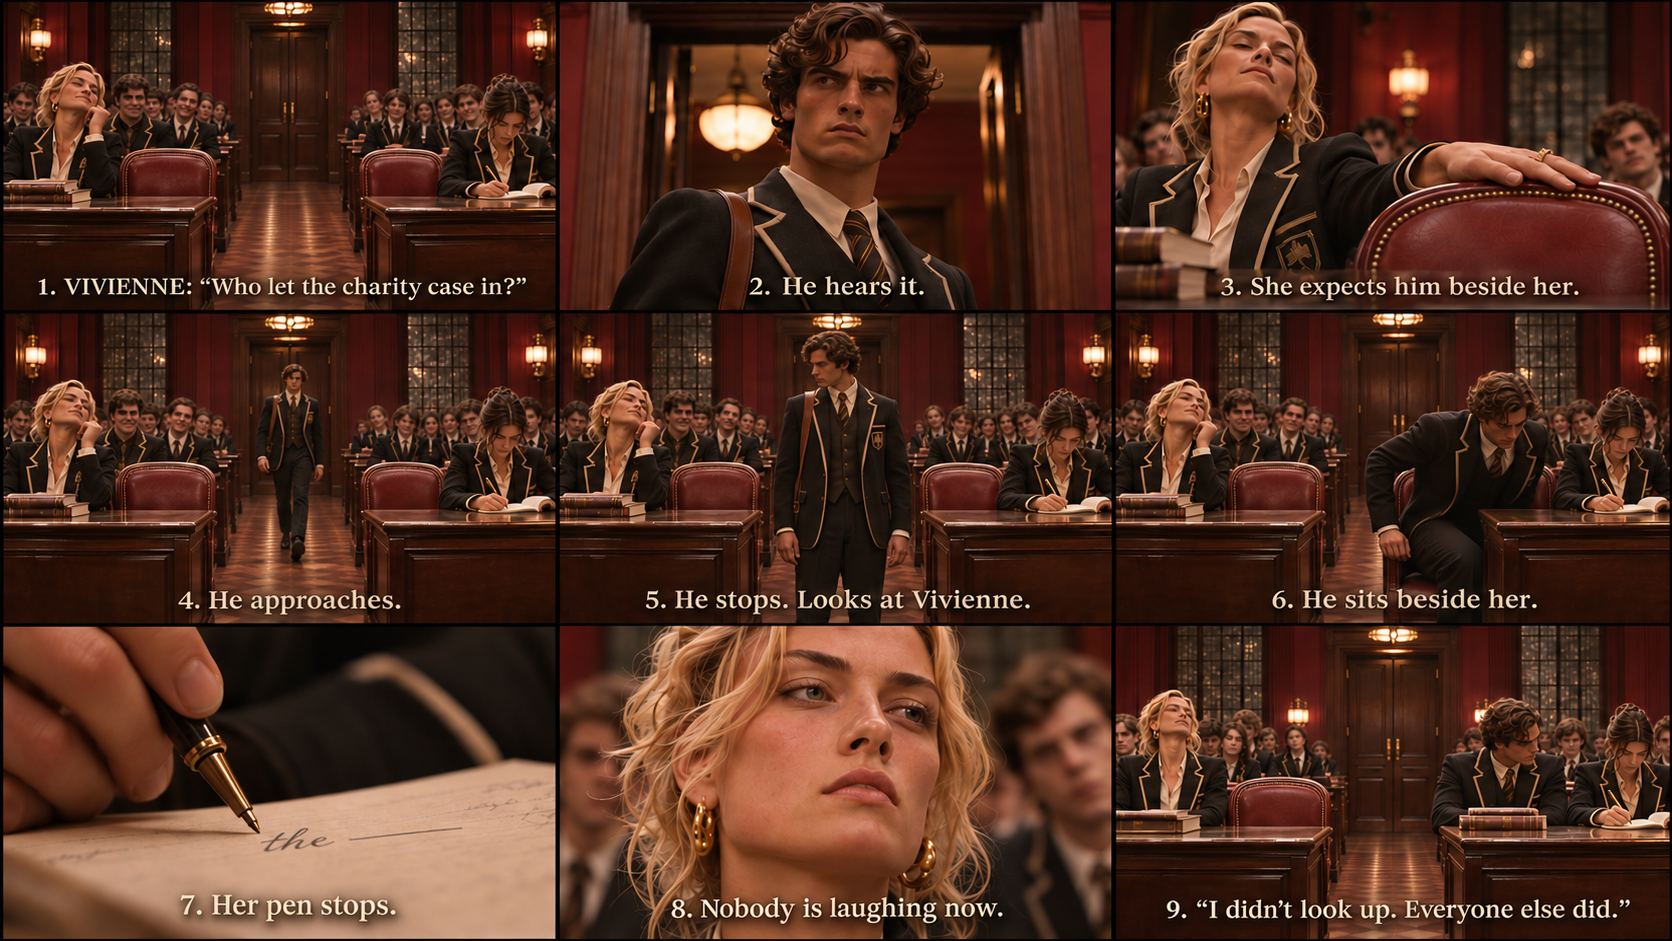 1. VIVIENNE: “Who let the charity case in?”
2. He hears it.
3. She expects him beside her.
4. He approaches.
5. He stops. Looks at Vivienne.
6. He sits beside her.
the
7. Her pen stops.
8. Nobody is laughing now.
9. “I didn’t look up. Everyone else did.”